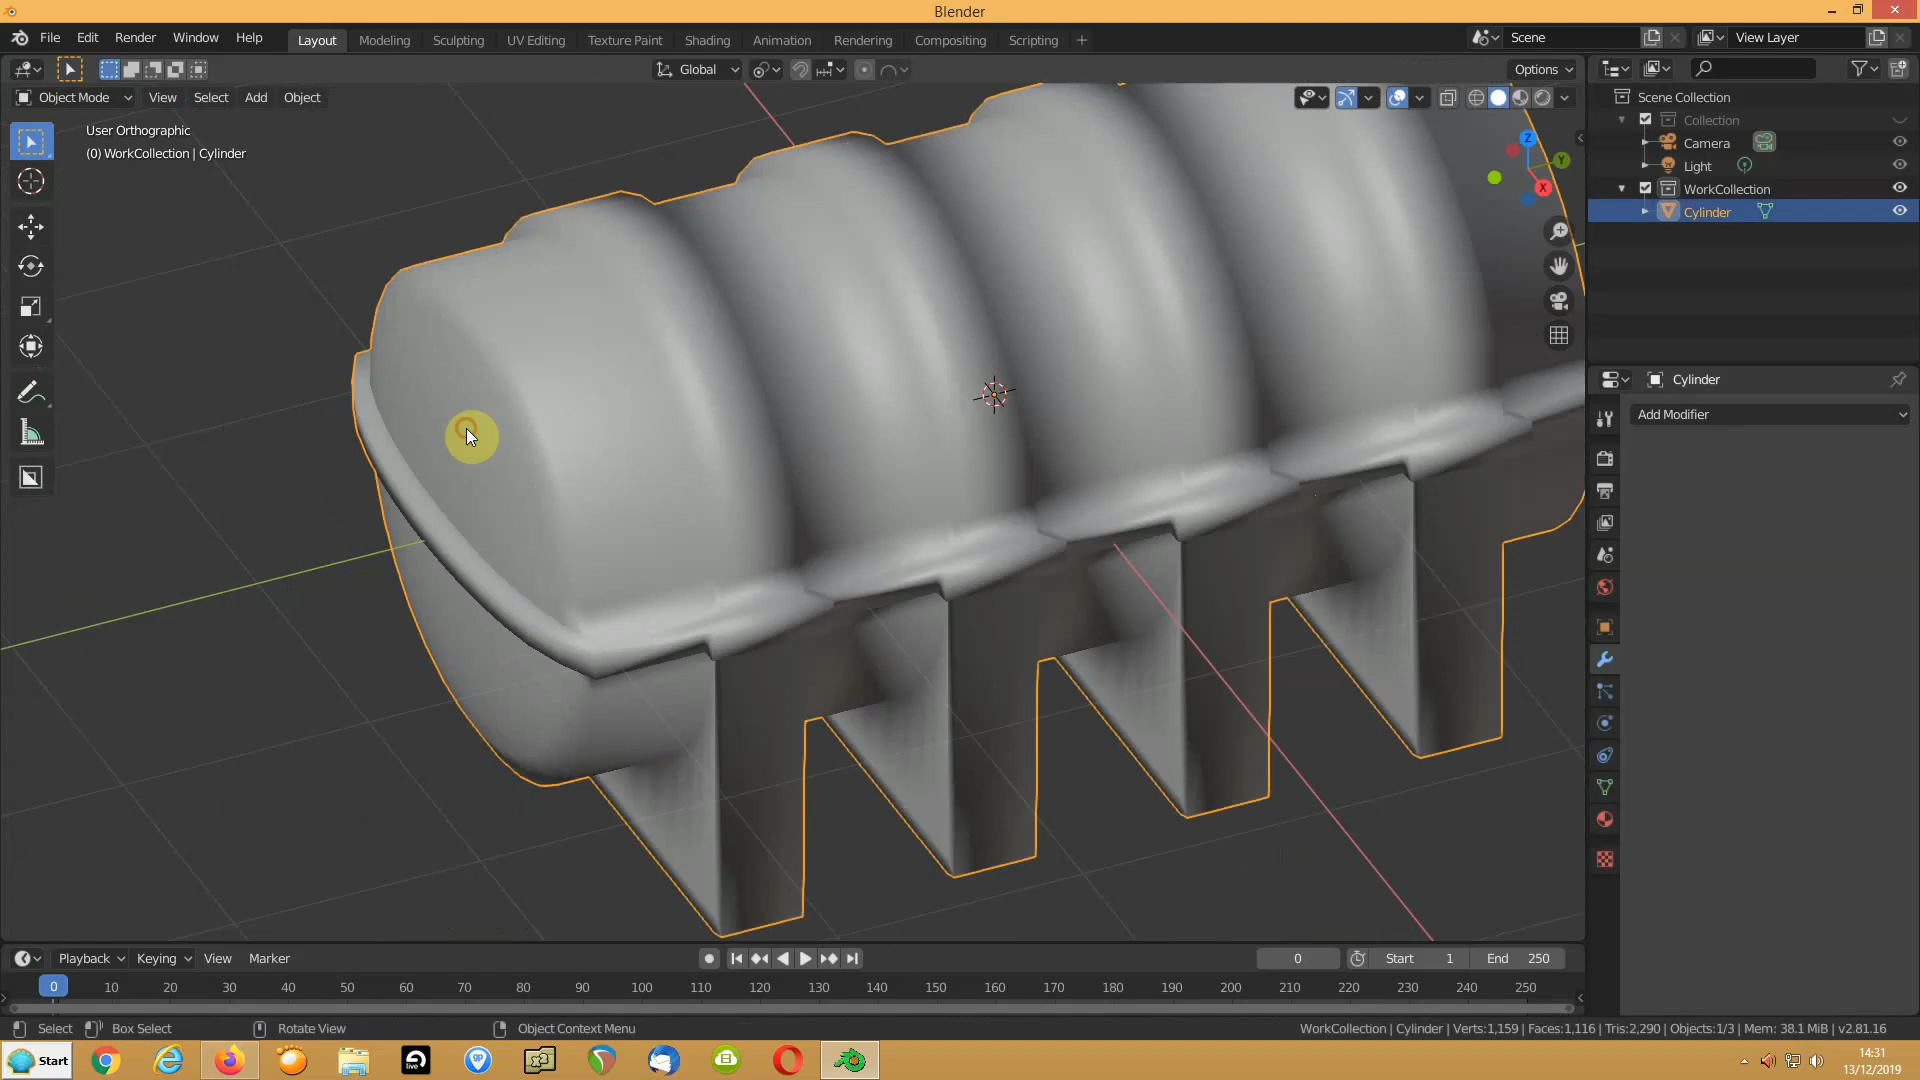 Blender
File Edit Render Window Help Layout Modeling Sculpting UV Editing Texture Paint Shading Animation Rendering Compositing Scripting + Scene View Layer
Global Options
Object Mode View Select Add Object Scene Collection
Collection
User Orthographic
(0) WorkCollection | Cylinder
Camera
Light
WorkCollection
Cylinder
Z
Y
X
Cylinder
Add Modifier
Playback Keying View Marker 0 Start 1 End 250
0 10 20 30 40 50 60 70 80 90 100 110 120 130 140 150 160 170 180 190 200 210 220 230 240 250
Select Box Select Rotate View Object Context Menu WorkCollection | Cylinder | Verts:1,159 | Faces:1,116 | Tris:2,290 | Objects:1/3 | Mem: 38.1 MiB | v2.81.16
Start live gp 14:31
13/12/2019